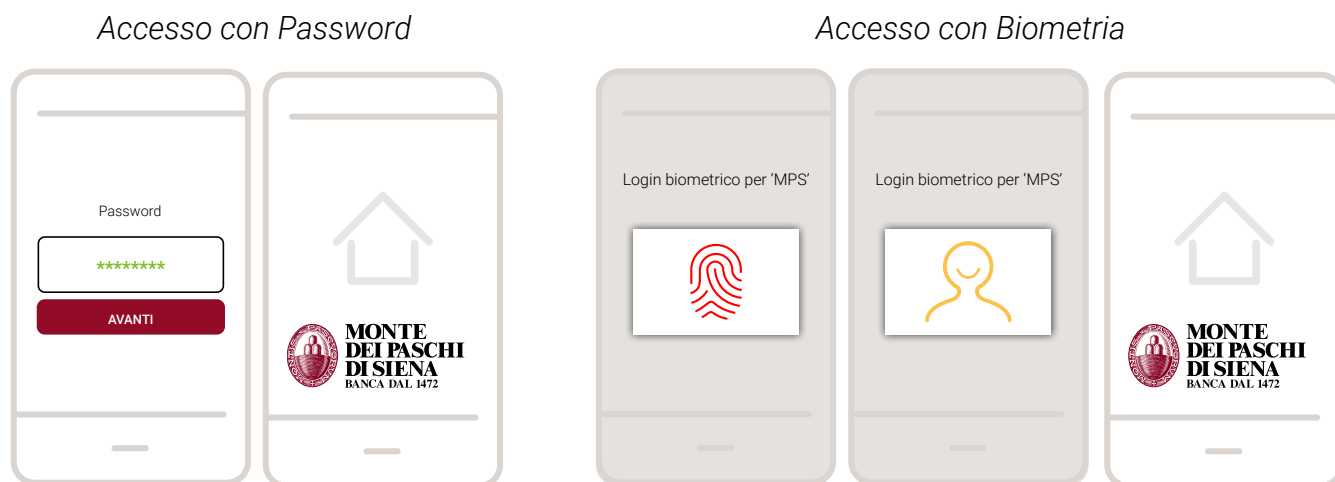 Accesso con Password
Accesso con Biometria
Password
********
AVANTI
MONTE
DEI PASCHI
DI SIENA
BANCA DAL 1472
Login biometrico per ‘MPS’
Login biometrico per ‘MPS’
MONTE
DEI PASCHI
DI SIENA
BANCA DAL 1472